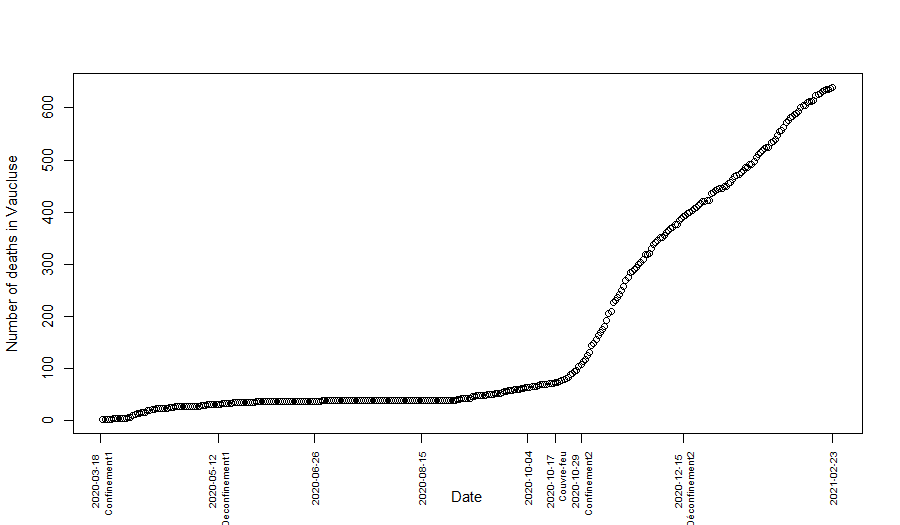 Number of deaths in Vaucluse
600
500
400
300
200
100
0
2020-03-18
Confinement1
2020-05-12
Déconfinement1
2020-06-26
2020-08-15
2020-10-04
2020-10-17
Couvre-feu
2020-10-29
Confinement2
2020-12-15
Déconfinement2
2021-02-23
Date